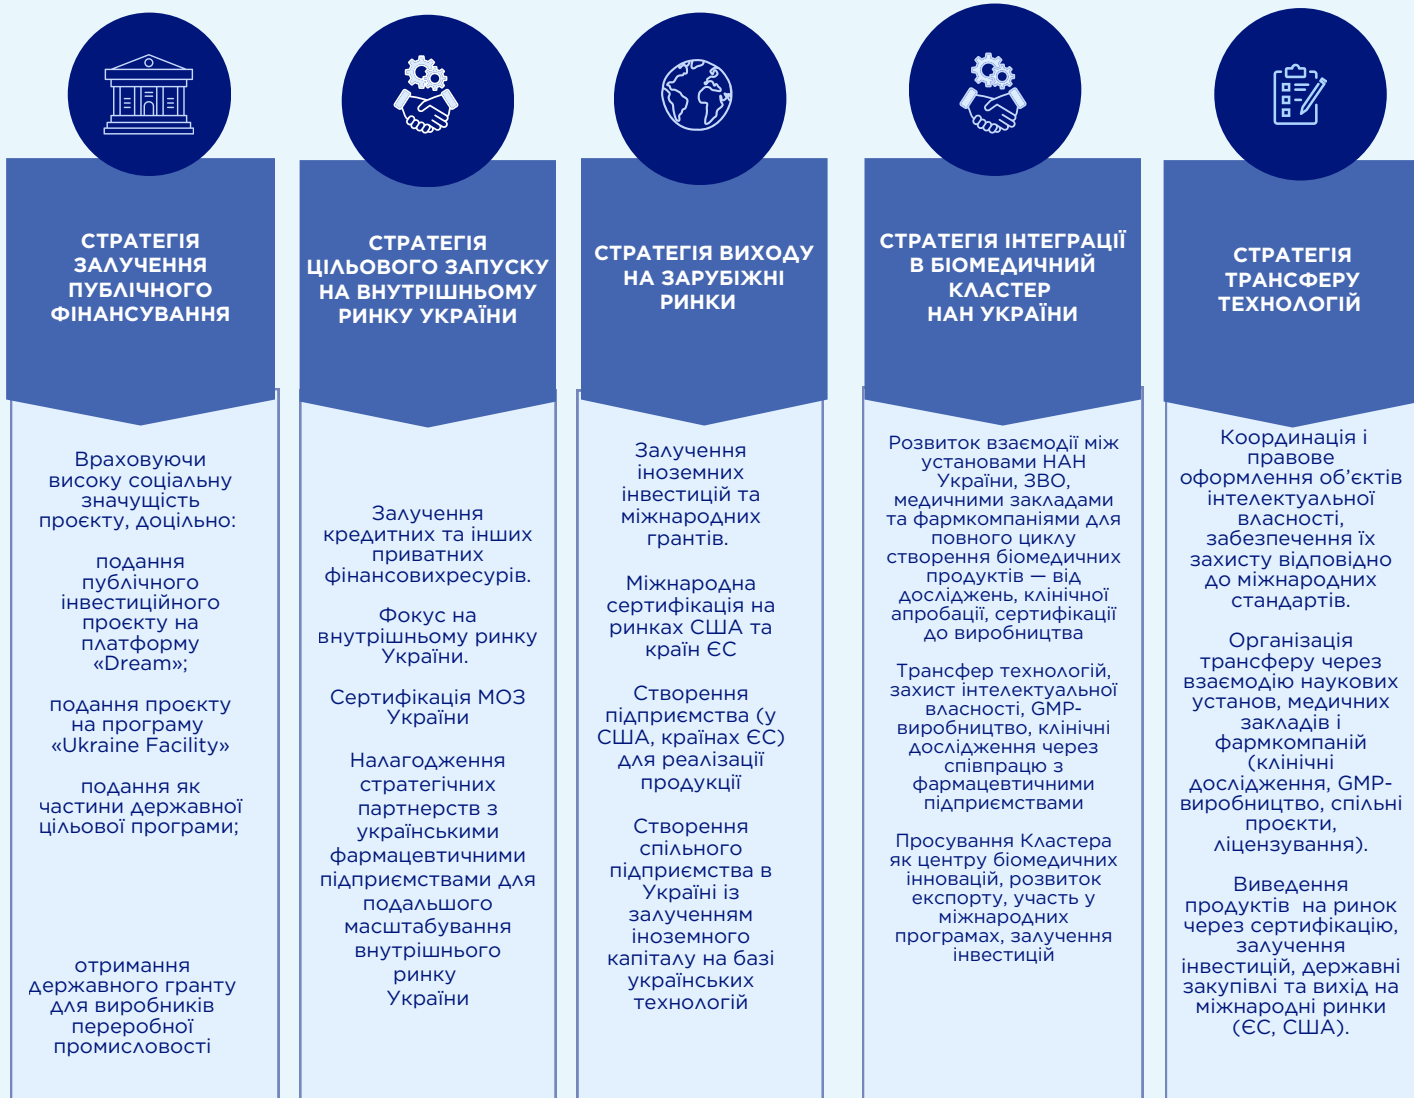 СТРАТЕГІЯ
ЗАЛУЧЕННЯ
ПУБЛІЧНОГО
ФІНАНСУВАННЯ
Враховуючи
високу соціальну
значущість
проєкту, доцільно:
подання
публічного
інвестиційного
проєкту на
платформу
«Dream»;
подання проєкту
на програму
«Ukraine Facility»
подання як
частини державної
цільової програми;
отримання
державного гранту
для виробників
переробної
промисловості
СТРАТЕГІЯ
ЦІЛЬОВОГО ЗАПУСКУ
НА ВНУТРІШНЬОМУ
РИНКУ УКРАЇНИ
Залучення
кредитних та інших
приватних
фінансовихресурів.
Фокус на
внутрішньому ринку
України.
Сертифікація МОЗ
України
Налагодження
стратегічних
партнерств з
українськими
фармацевтичними
підприємствами для
подальшого
масштабування
внутрішнього
ринку
України
СТРАТЕГІЯ ВИХОДУ
НА ЗАРУБІЖНІ
РИНКИ
Залучення
іноземних
інвестицій та
міжнародних
грантів.
Міжнародна
сертифікація на
ринках США та
країн ЄС
Створення
підприємства (у
США, країнах ЄС)
для реалізації
продукції
Створення
спільного
підприємства в
Україні із
залученням
іноземного
капіталу на базі
українських
технологій
СТРАТЕГІЯ ІНТЕГРАЦІЇ
В БІОМЕДИЧНИЙ
КЛАСТЕР
НАН УКРАЇНИ
Розвиток взаємодії між
установами НАН
України, ЗВО,
медичними закладами
та фармкомпаніями для
повного циклу
створення біомедичних
продуктів — від
досліджень, клінічної
апробації, сертифікації
до виробництва
Трансфер технологій,
захист інтелектуальної
власності, GMP-
виробництво, клінічні
дослідження через
співпрацю з
фармацевтичними
підприємствами
Просування Кластера
як центру біомедичних
інновацій, розвиток
експорту, участь у
міжнародних
програмах, залучення
інвестицій
СТРАТЕГІЯ
ТРАНСФЕРУ
ТЕХНОЛОГІЙ
Координація і
правове
оформлення об’єктів
інтелектуальної
власності,
забезпечення їх
захисту відповідно
до міжнародних
стандартів.
Організація
трансферу через
взаємодію наукових
установ, медичних
закладів і
фармкомпаній
(клінічні
дослідження, GMP-
виробництво, спільні
проєкти,
ліцензування).
Виведення
продуктів на ринок
через сертифікацію,
залучення
інвестицій, державні
закупівлі та вихід на
міжнародні ринки
(ЄС, США).